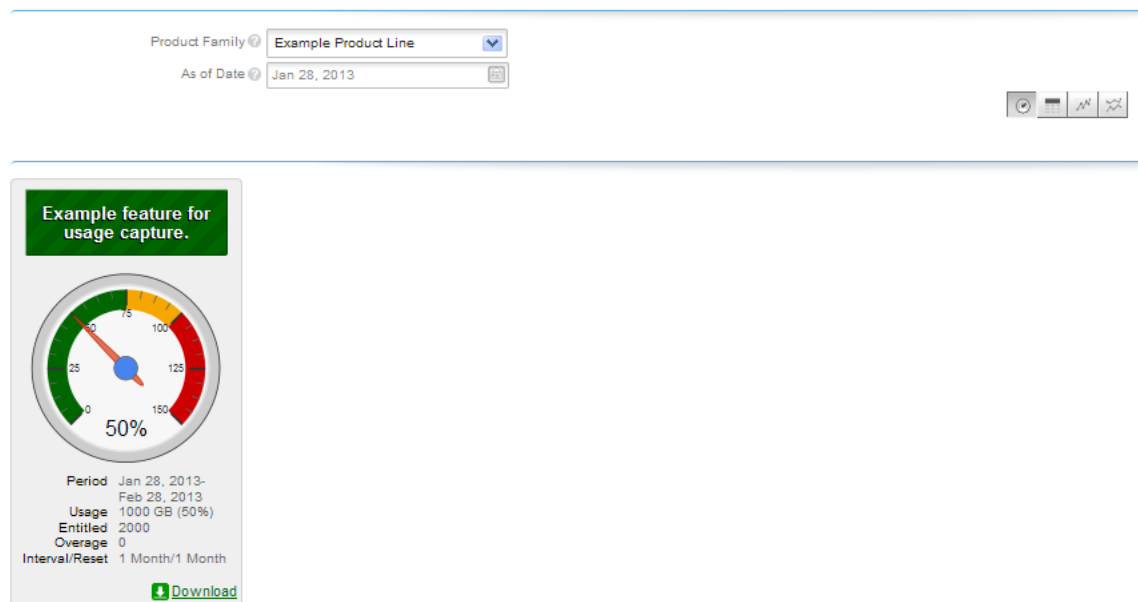 Product Family
Example Product Line
As of Date
Jan 28, 2013
Example feature for
usage capture.
75
50
100
25
125
0
150
50%
Period Jan 28, 2013-
Feb 28, 2013
Usage 1000 GB (50%)
Entitled 2000
Overage 0
Interval/Reset 1 Month/1 Month
Download